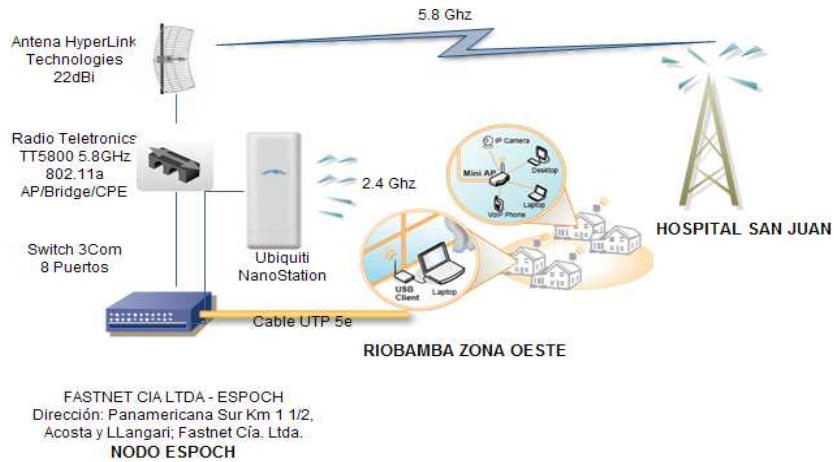 5.8 Ghz
Antena HyperLink
Technologies
22dBi
Radio Teletronics
TT5800 5.8GHz
802.11a
AP/Bridge/CPE
2.4 Ghz
IP Camera
Mini AP
Desktop
Laptop
VoIP Phone
HOSPITAL SAN JUAN
Switch 3Com
8 Puertos
Ubiquiti
NanoStation
USB
Client
Laptop
Cable UTP 5e
RIOBAMBA ZONA OESTE
FASTNET CIA LTDA - ESPOCH
Dirección: Panamericana Sur Km 1 1/2,
Acosta y LLangari; Fastnet Cía. Ltda.
NODO ESPOCH